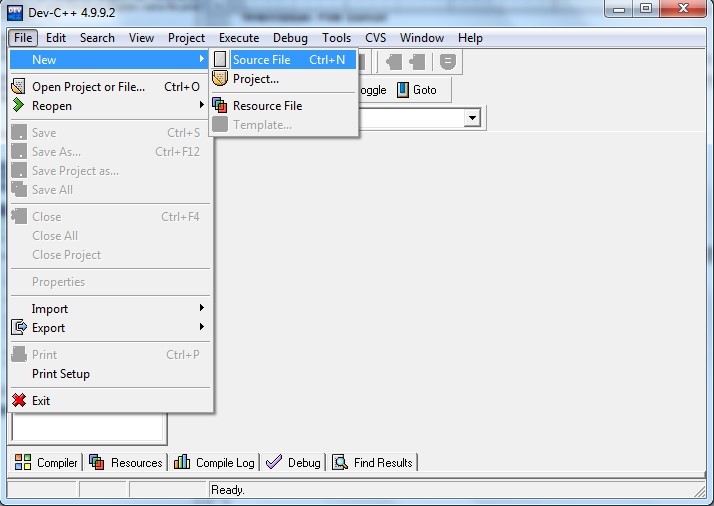 Dev-C++ 4.9.9.2
File Edit Search View Project Execute Debug Tools CVS Window Help
New
Source File Ctrl+N
Project...
Resource File
Template...
Open Project or File... Ctrl+O
Reopen
Save Ctrl+S
Save As... Ctrl+F12
Save Project as...
Save All
Close Ctrl+F4
Close All
Close Project
Properties
Import
Export
Print Ctrl+P
Print Setup
Exit
oggle Goto
Compiler Resources Compile Log Debug Find Results
Ready.